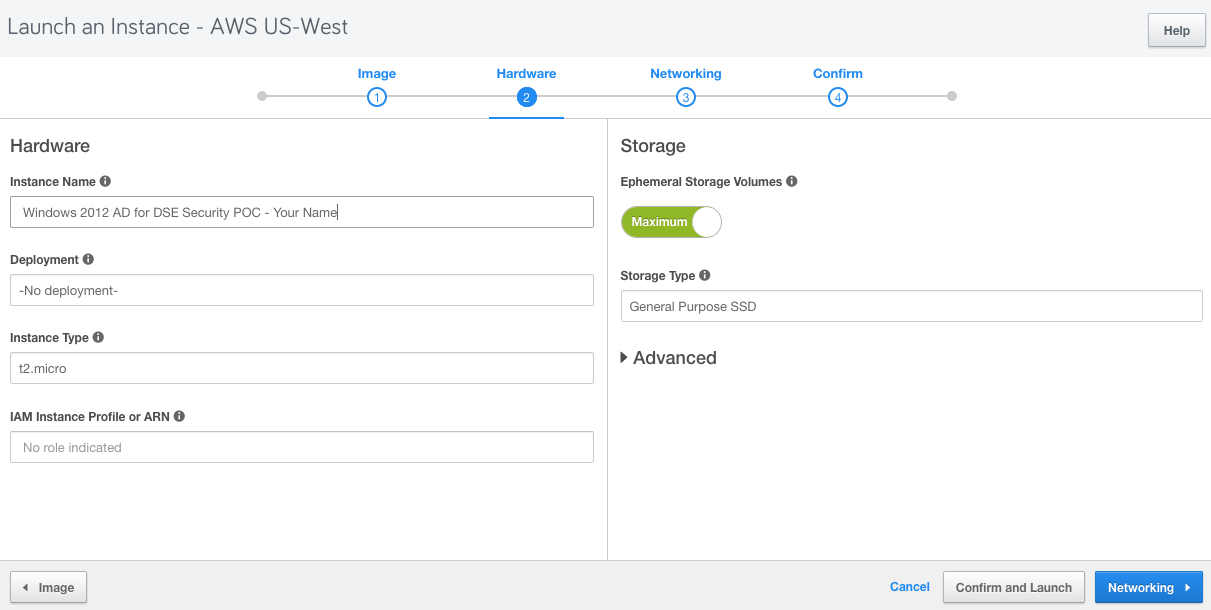 Launch an Instance - AWS US-West
Help
Image
Hardware
Networking
Confirm
1
2
3
4
Hardware
Instance Name
Windows 2012 AD for DSE Security POC - Your Name
Deployment
-No deployment-
Instance Type
t2.micro
IAM Instance Profile or ARN
No role indicated
Storage
Ephemeral Storage Volumes
Maximum
Storage Type
General Purpose SSD
Advanced
Image
Cancel
Confirm and Launch
Networking